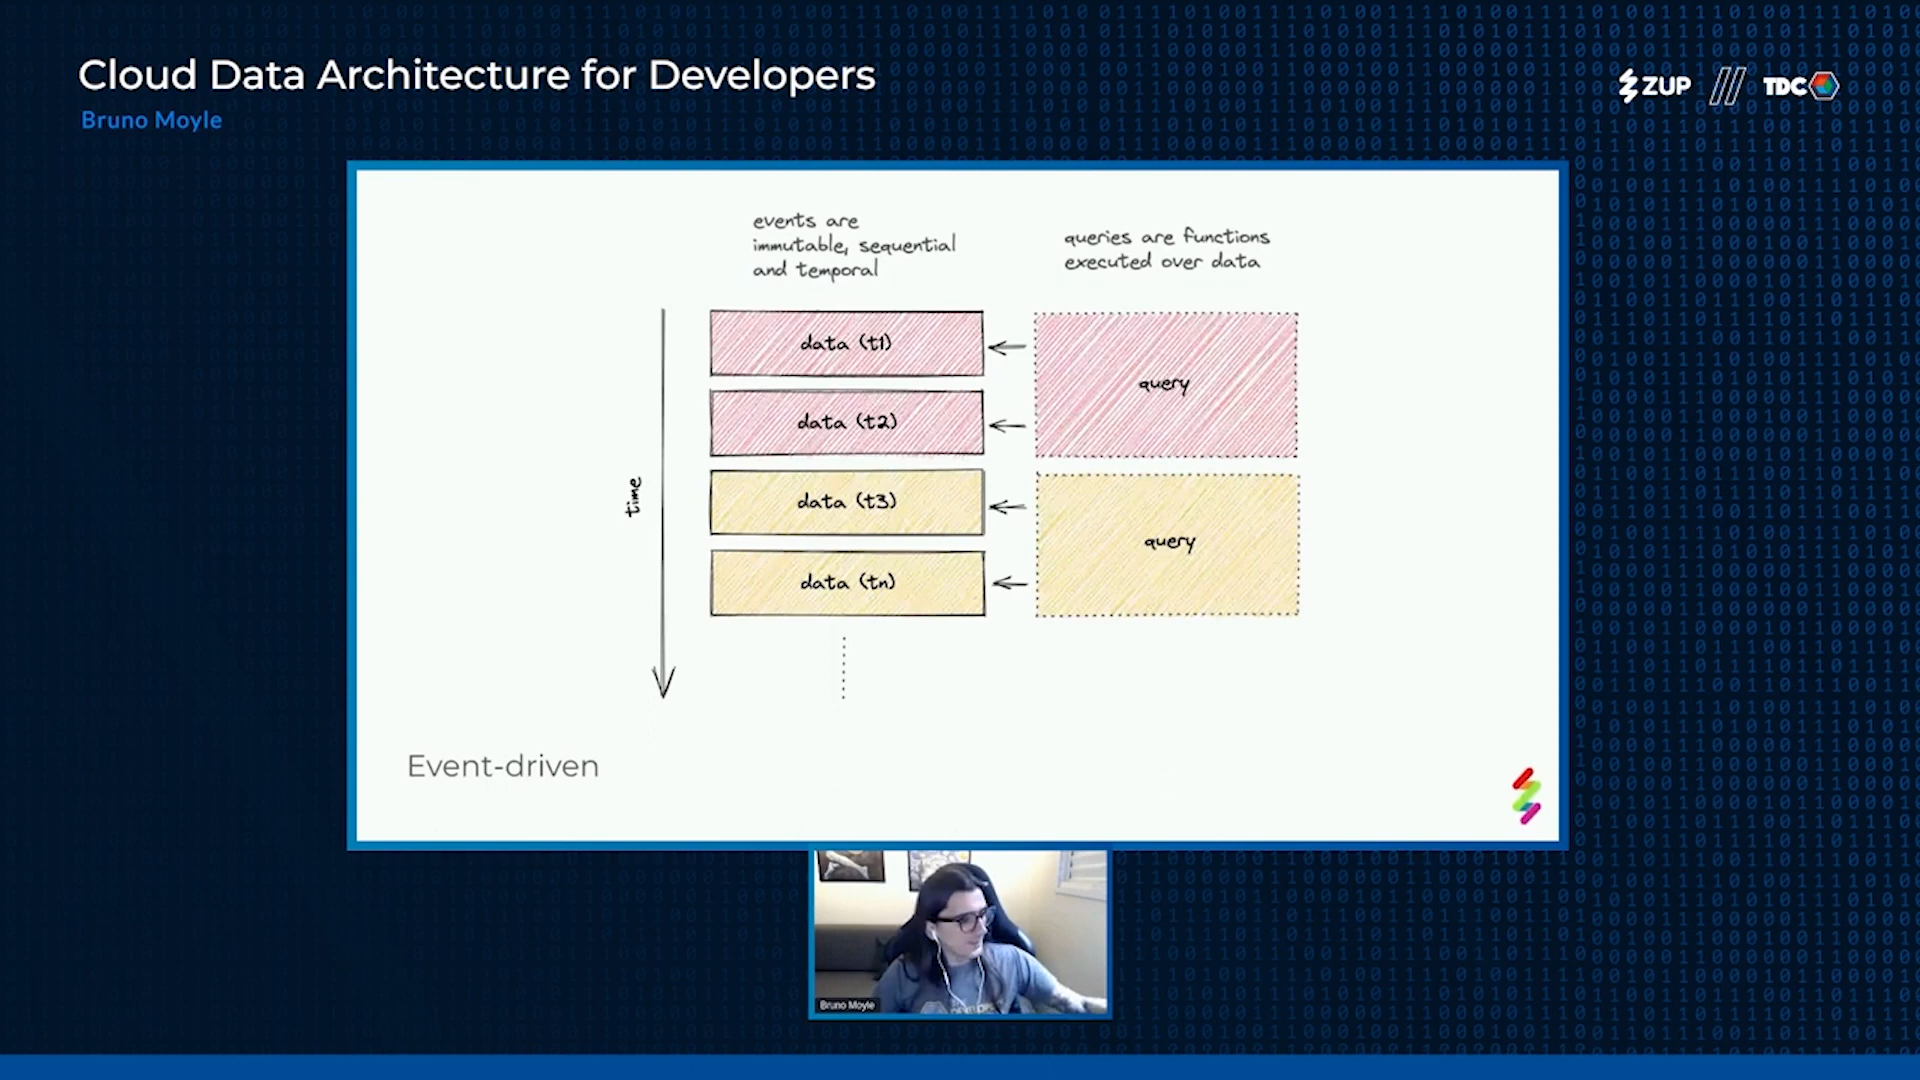 Cloud Data Architecture for Developers
Bruno Moyle
ZUP
TDC
events are
immutable, sequential
and temporal
queries are functions
executed over data
time
data (t1)
data (t2)
data (t3)
data (tn)
query
query
Event-driven
Bruno Moyle